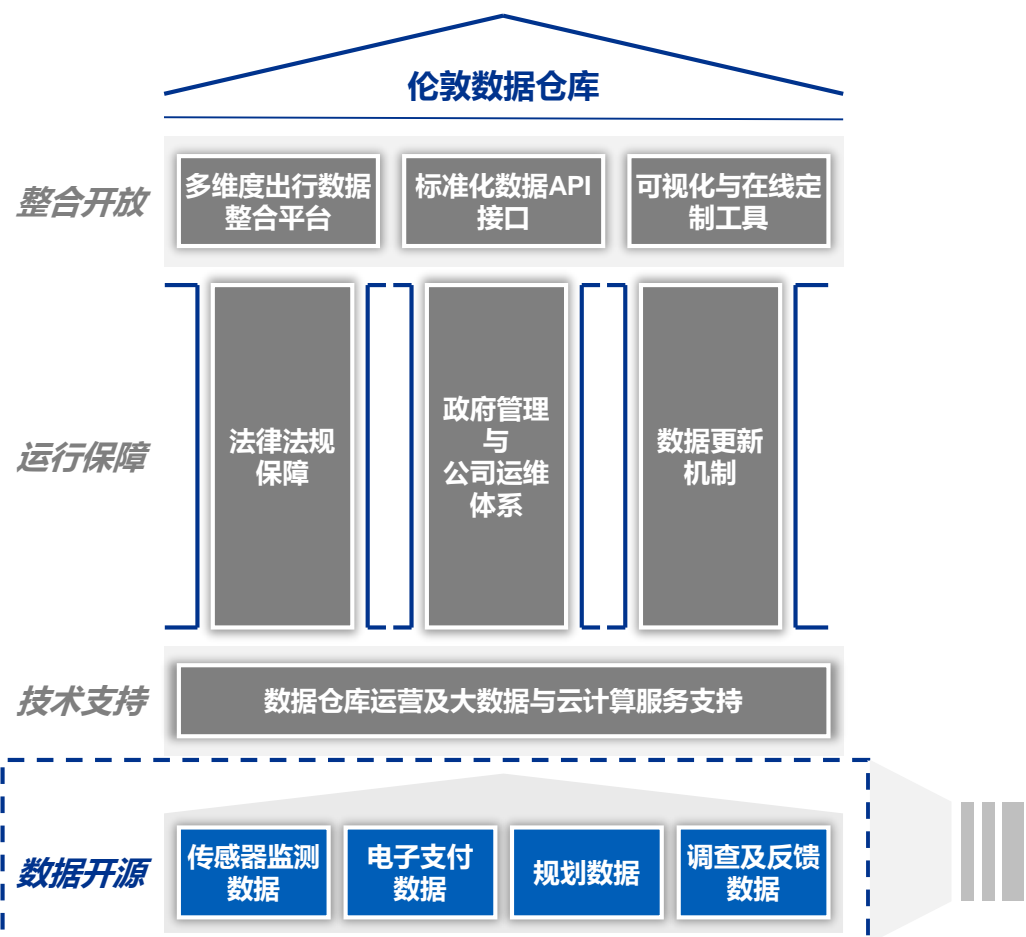 伦敦数据仓库
整合开放
多维度出行数据
整合平台
标准化数据API
接口
可视化与在线定
制工具
运行保障
法律法规
保障
政府管理
与
公司运维
体系
数据更新
机制
技术支持
数据仓库运营及大数据与云计算服务支持
数据开源
传感器监测
数据
电子支付
数据
规划数据
调查及反馈
数据